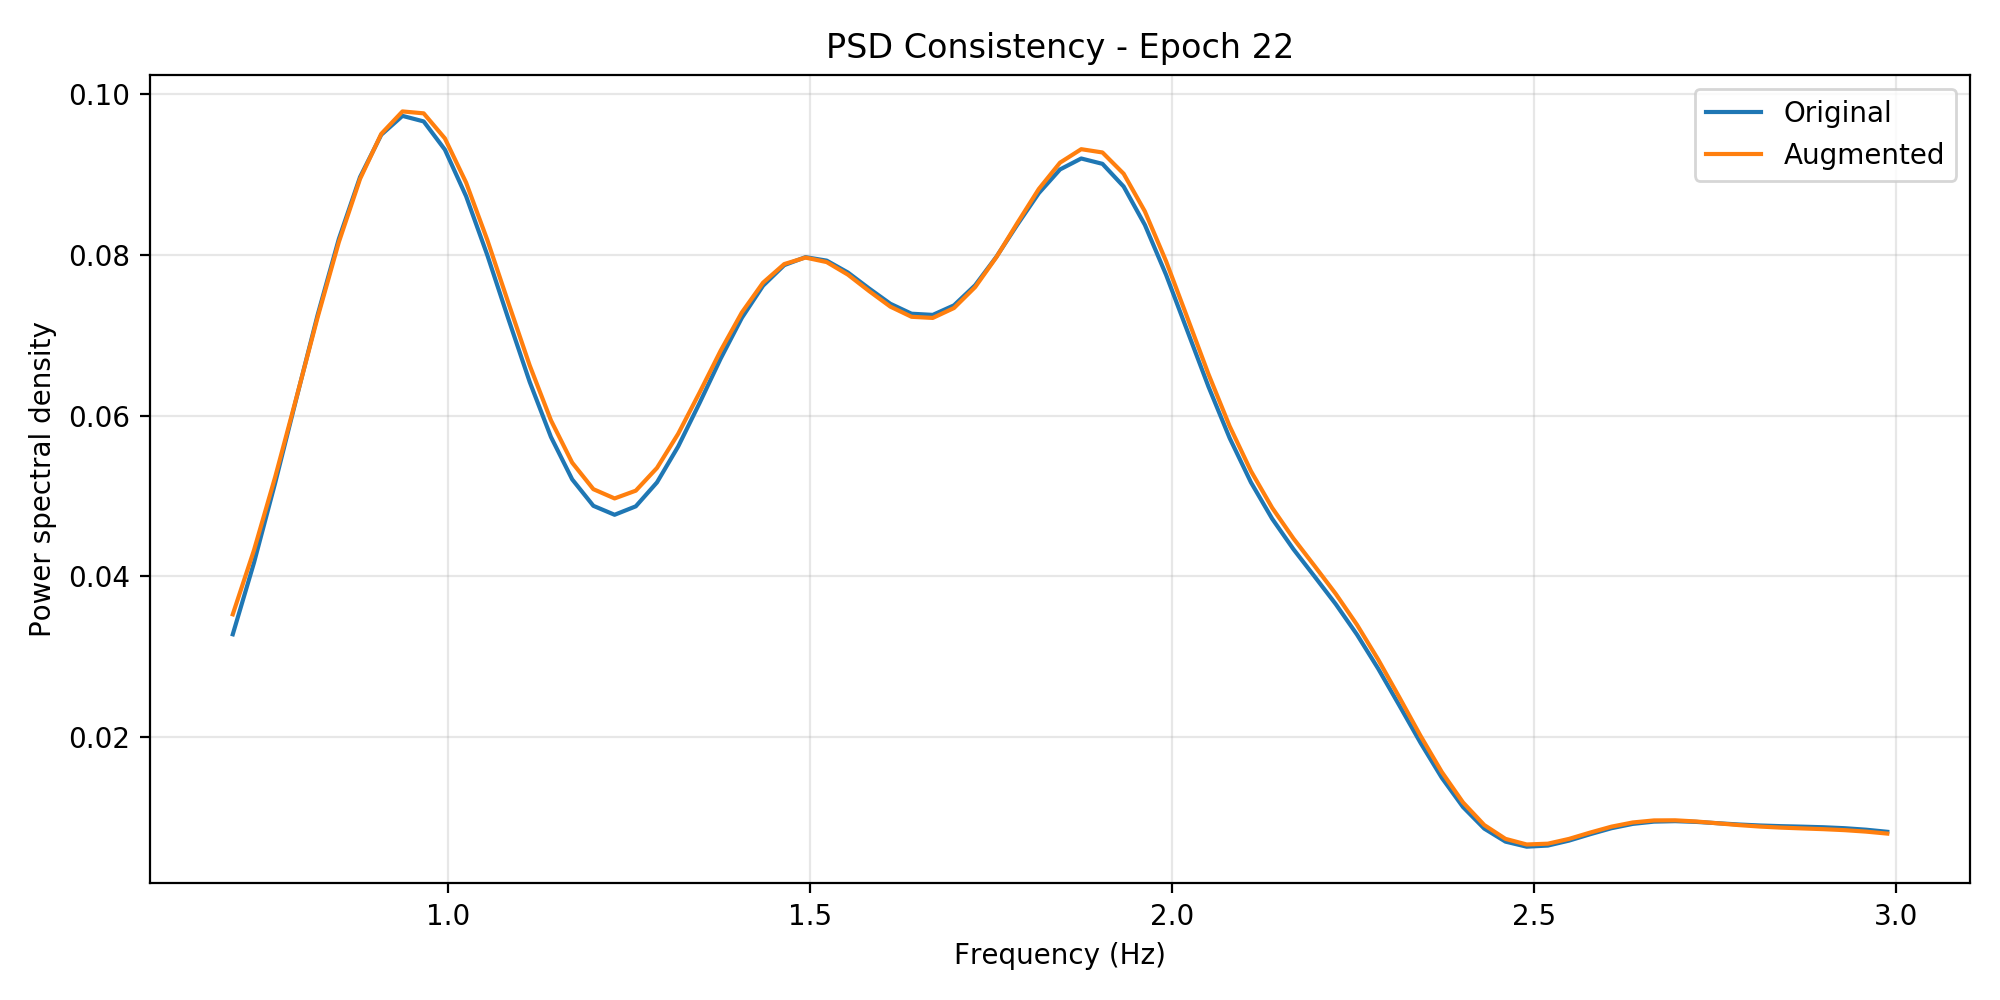 PSD Consistency - Epoch 22
Original
Augmented
Power spectral density
0.10
0.08
0.06
0.04
0.02
1.0 1.5 2.0 2.5 3.0
Frequency (Hz)